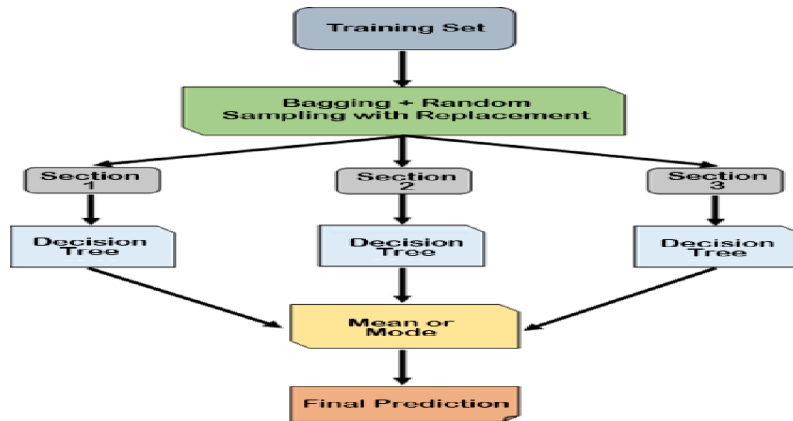 Training Set
Bagging + Random
Sampling with Replacement
Section
1
Section
2
Section
3
Decision
Tree
Decision
Tree
Decision
Tree
Mean or
Mode
Final Prediction